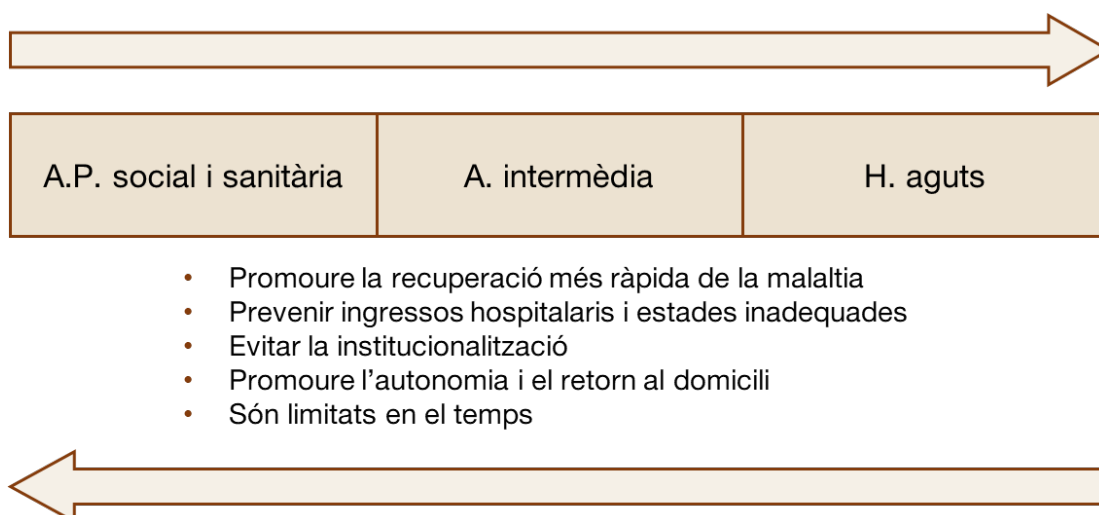 A.P. social i sanitària
A. intermèdia
H. aguts
• Promoure la recuperació més ràpida de la malaltia
• Prevenir ingressos hospitalaris i estades inadequades
• Evitar la institucionalització
• Promoure l’autonomia i el retorn al domicili
• Són limitats en el temps